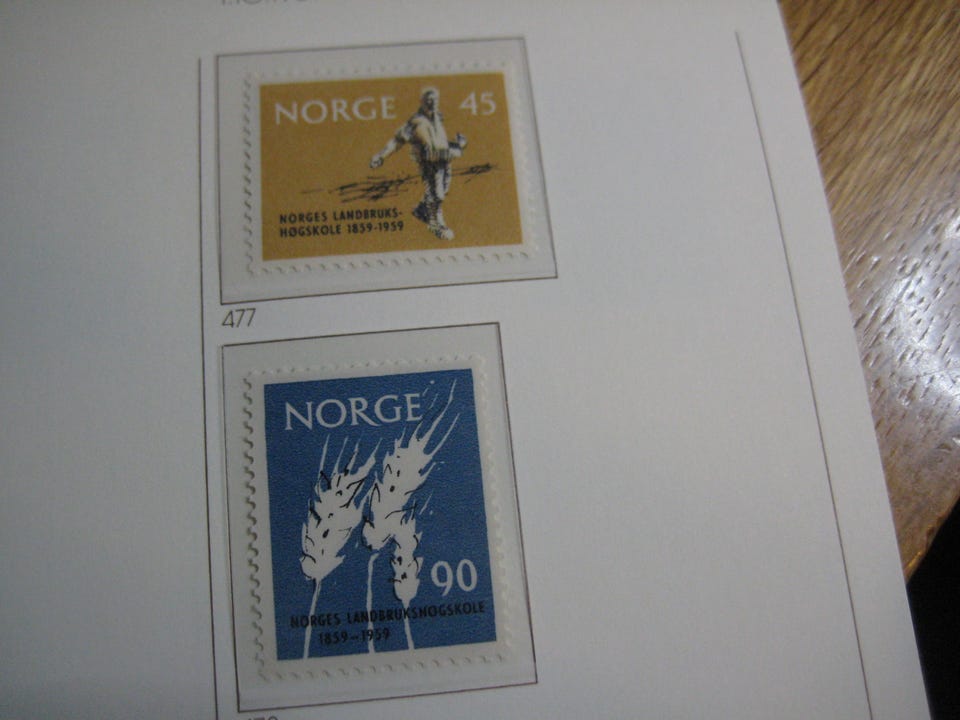 NORGE 45
NORGES LANDBRUKS-
HØGSKOLE 1859-1959
477
NORGE
90
NORGES LANDBRUKSHØGSKOLE
1859-1959